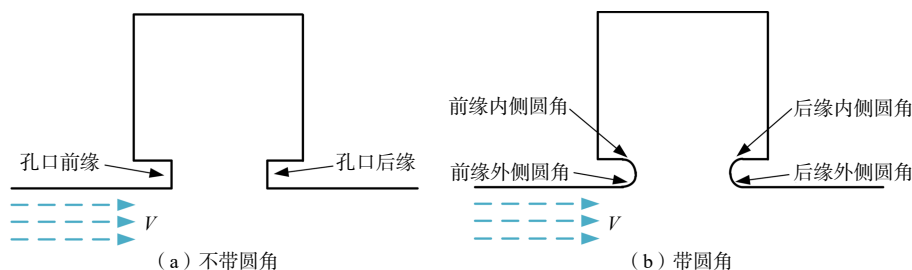 孔口前缘
孔口后缘
V
（a）不带圆角
前缘内侧圆角
后缘内侧圆角
前缘外侧圆角
后缘外侧圆角
V
（b）带圆角